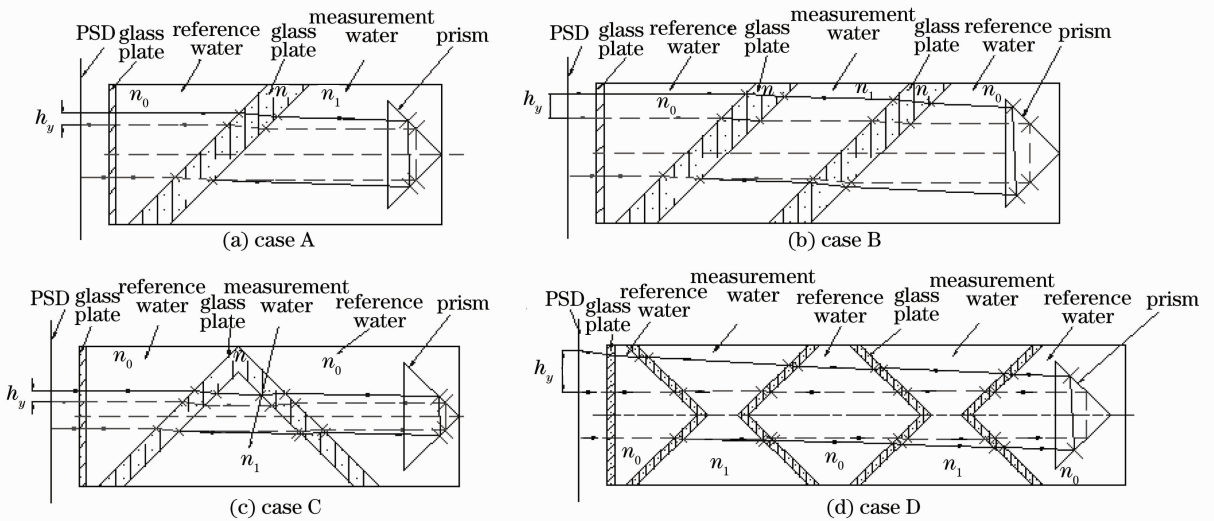 PSD glass plate
reference water
glass plate
measurement water
prism
n0
n
n1
hy
(a) case A
PSD
glass plate
reference water
glass plate
measurement water
glass plate
reference water
prism
n0
n
n1
n
n0
hy
(b) case B
PSD
glass plate
reference water
glass plate
measurement water
reference water
prism
n0
n
n0
hy
n1
(c) case C
PSD
glass plate
reference water
measurement water
reference water
glass plate
measurement water
reference water
prism
hy
n0
n1
n0
n1
n0
(d) case D